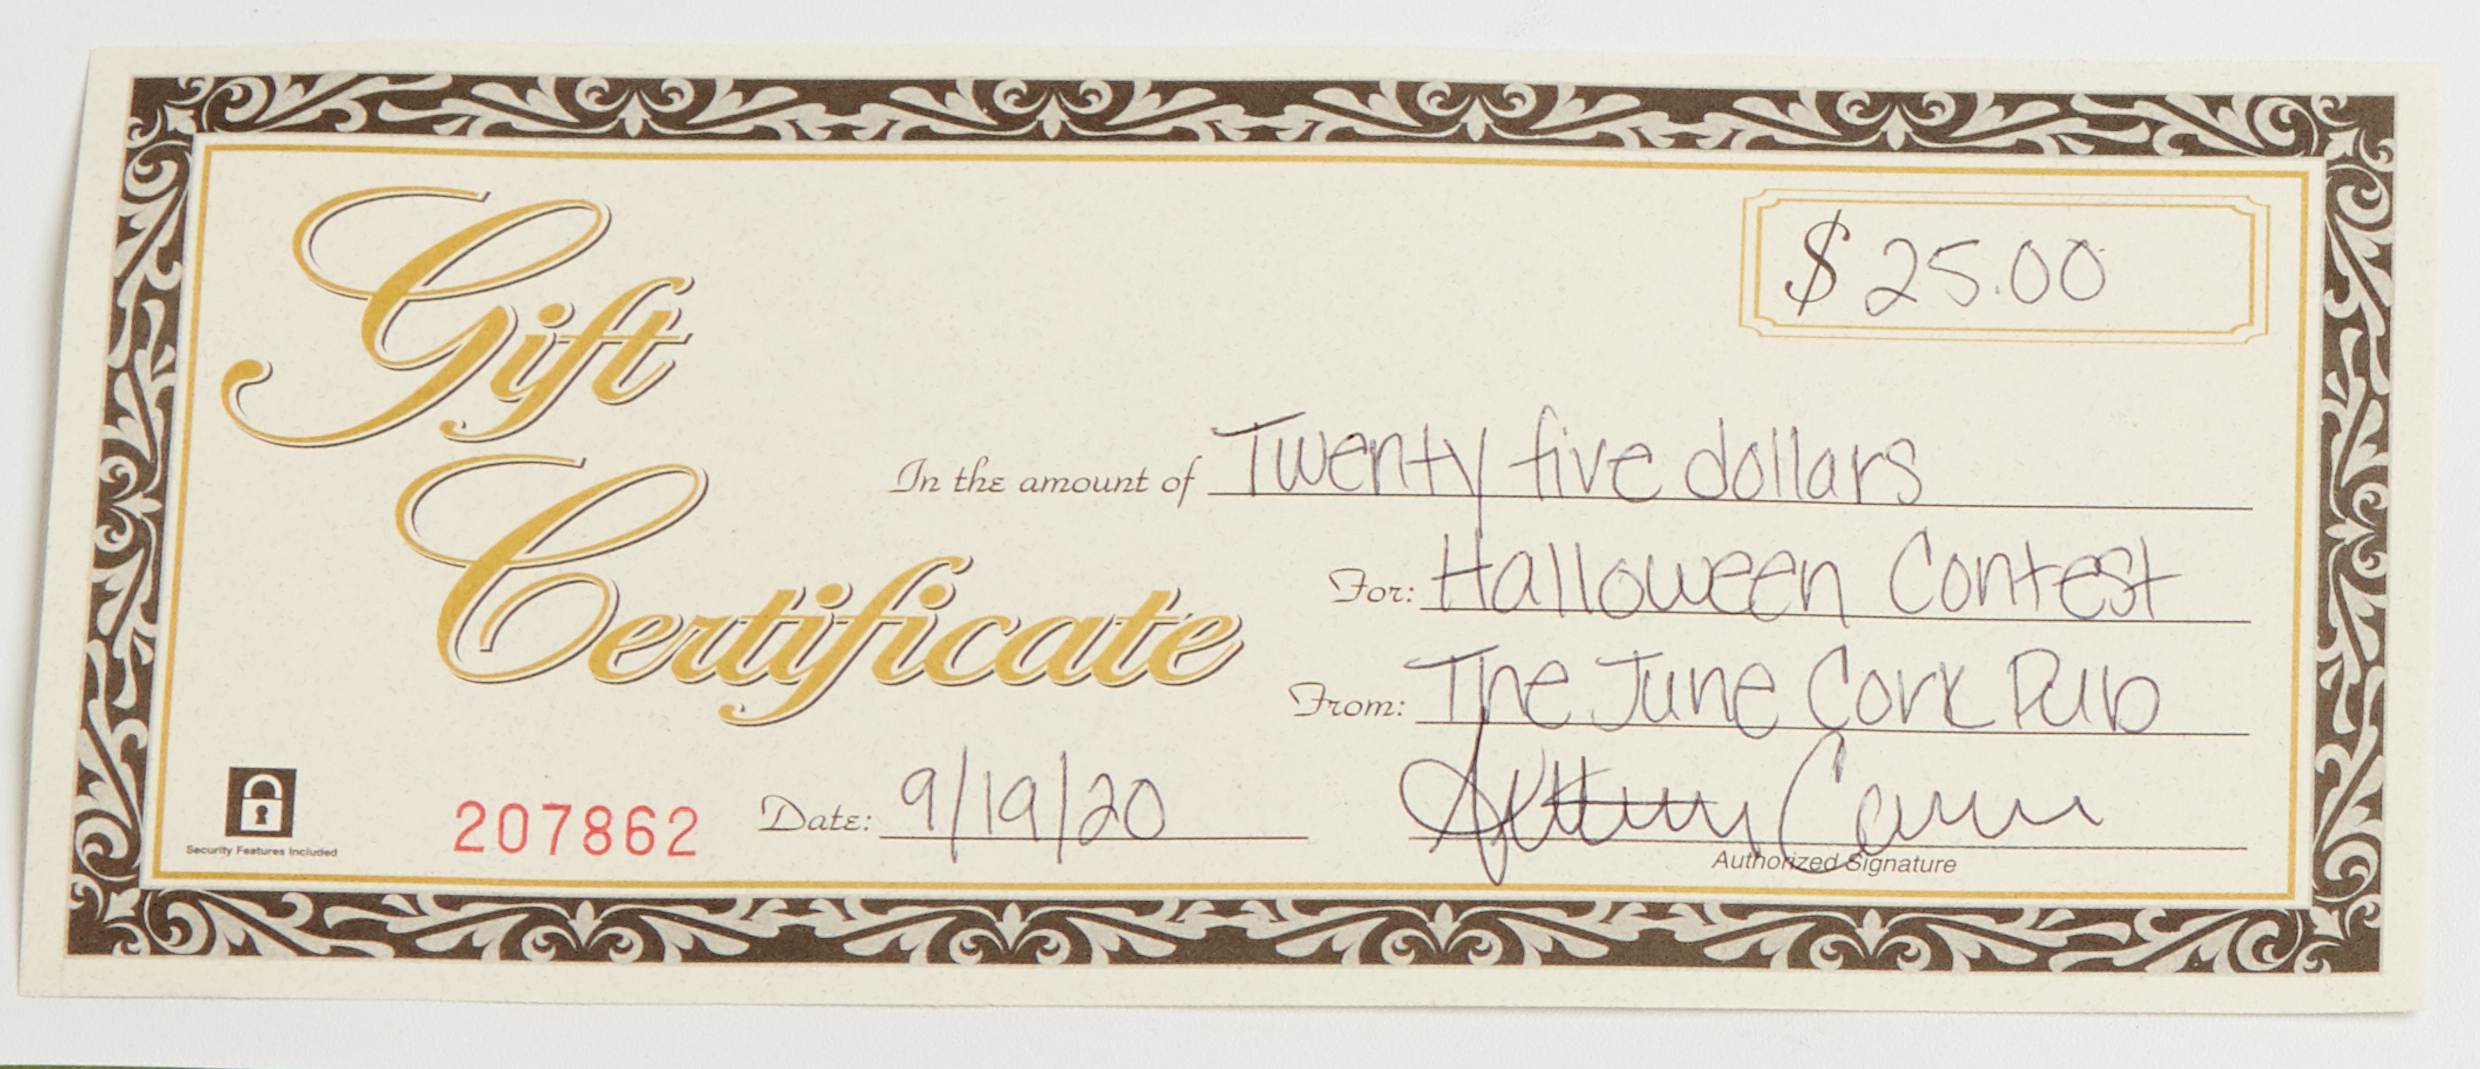 Gift
Certificate
$ 25.00
In the amount of Twenty five dollars
For: Halloween Contest
From: The June Cork Pub
Security Features Included
207862
Date: 9/19/20
Authorized Signature